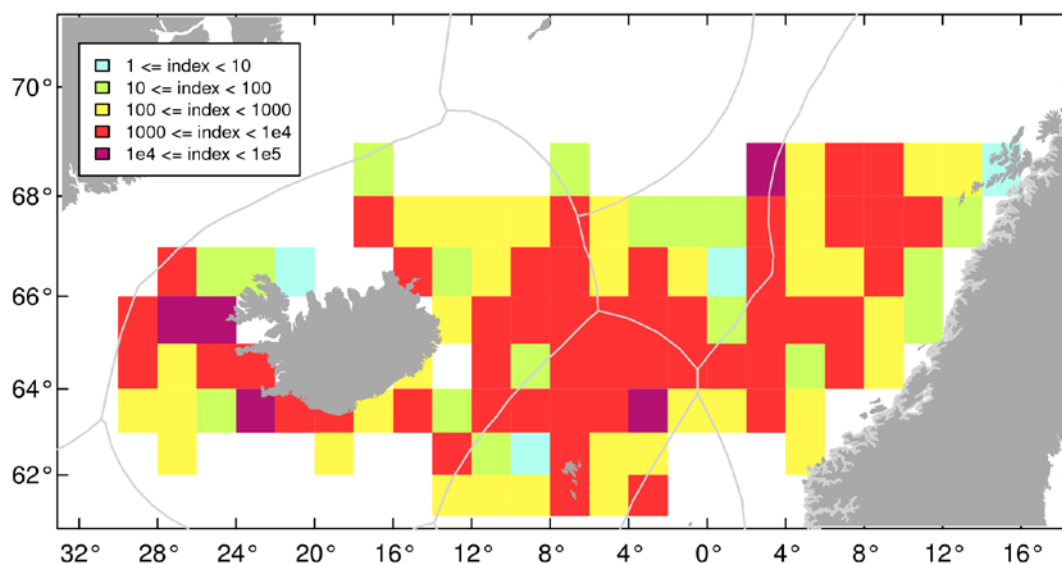 1 <= index < 10
10 <= index < 100
100 <= index < 1000
1000 <= index < 1e4
1e4 <= index < 1e5
70°
68°
66°
64°
62°
32° 28° 24° 20° 16° 12° 8° 4° 0° 4° 8° 12° 16°